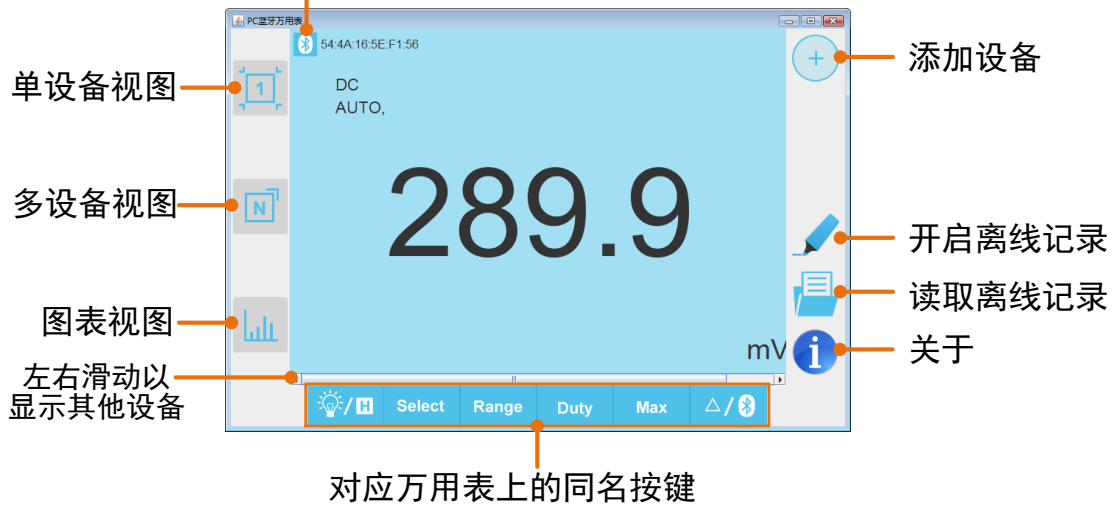 PC蓝牙万用表
54:4A:16:5E:F1:56
添加设备
单设备视图
1
DC
AUTO,
多设备视图
N
289.9
开启离线记录
读取离线记录
图表视图
mV
i
关于
左右滑动以
显示其他设备
/H
Select
Range
Duty
Max
△/
对应万用表上的同名按键